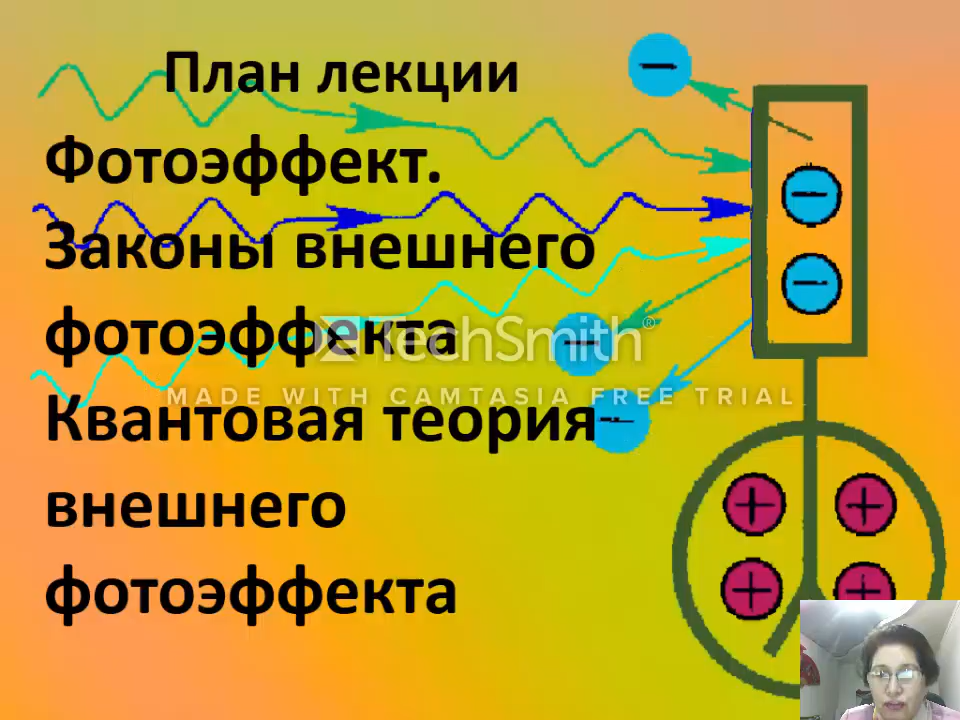 План лекции
Фотоэффект.
Законы внешнего
фотоэффекта
TechSmith®
MADE WITH CAMTASIA FREE TRIAL
Квантовая теория
внешнего
фотоэффекта